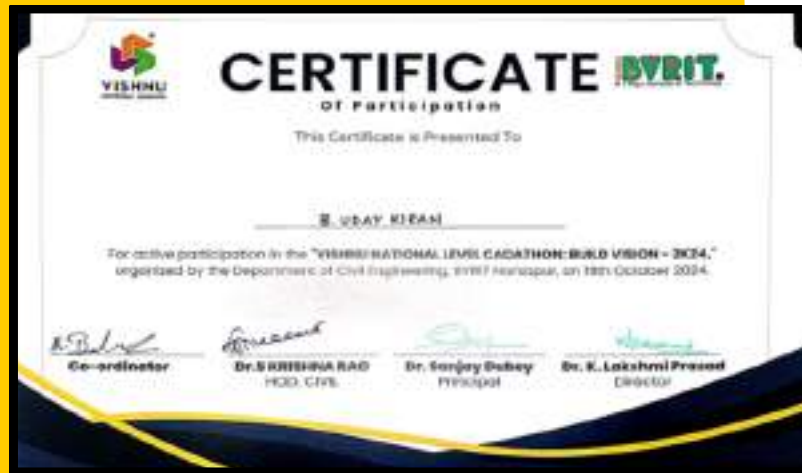 VISHNU
CERTIFICATE
BVRIT.
Of Participation
This Certificate is Presented To
B. UDAY KIRAN
For active participation in the "VISHNU NATIONAL LEVEL CADATHON: BUILD VISION - 2K24,"
organized by the Department of Civil Engineering, BVRIT Narsapur, on 19th October 2024.
Co-ordinator
Dr.S KRISHNA RAO
HOD, CIVIL
Dr. Sanjay Dubey
Principal
Dr. K. Lakshmi Prasad
Director